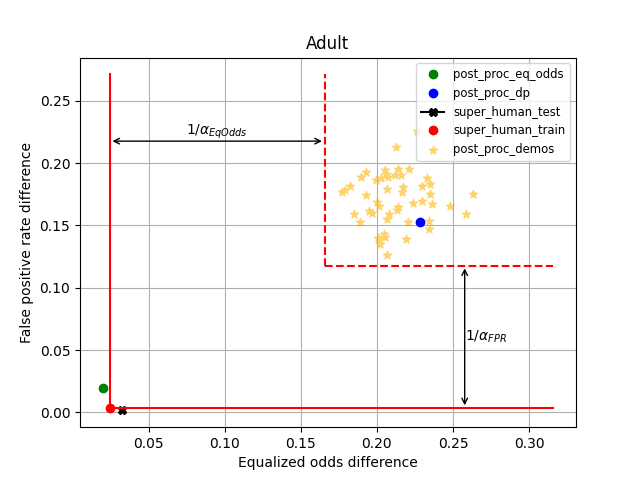 Adult
post_proc_eq_odds
post_proc_dp
super_human_test
super_human_train
post_proc_demos
1/α_EqOdds
1/α_FPR
False positive rate difference
0.25
0.20
0.15
0.10
0.05
0.00
0.05
0.10
0.15
0.20
0.25
0.30
Equalized odds difference